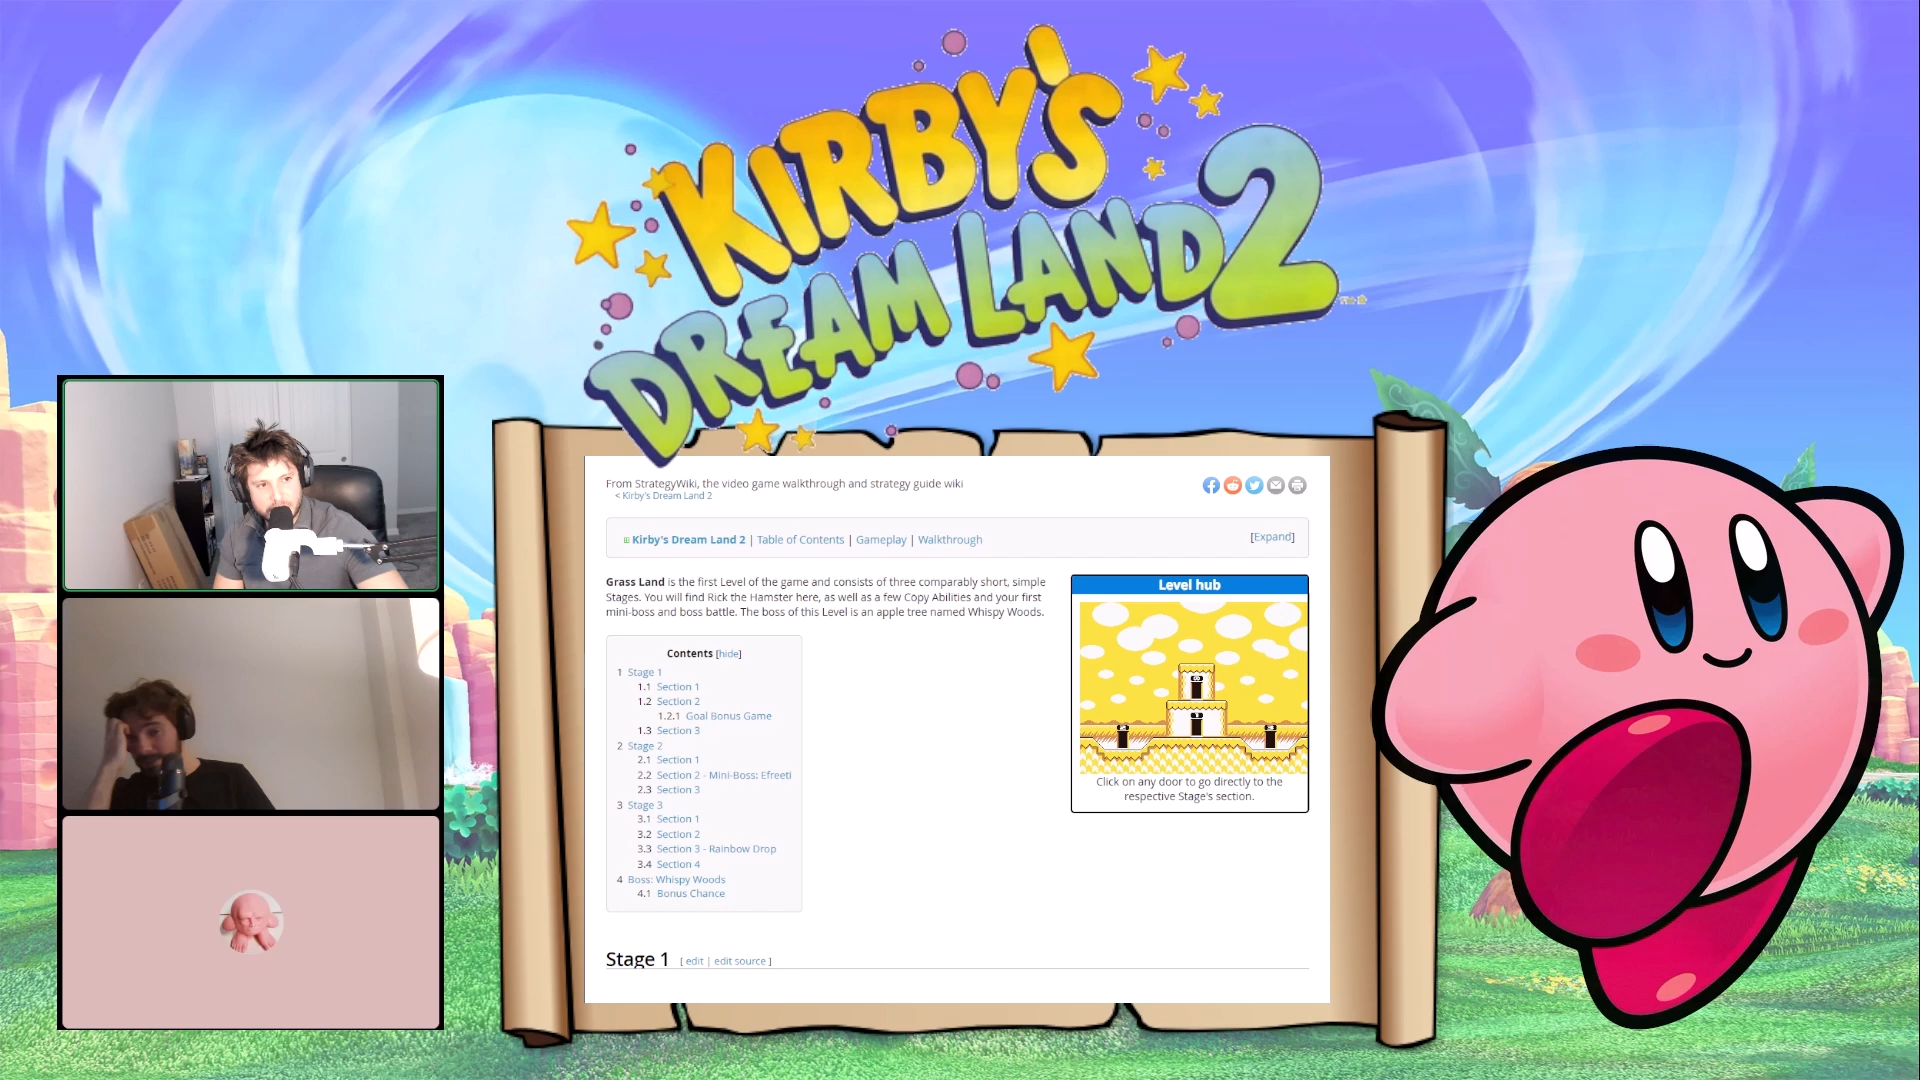 KIRBY'S
DREAM LAND 2
From StrategyWiki, the video game walkthrough and strategy guide wiki
< Kirby's Dream Land 2
Kirby's Dream Land 2 | Table of Contents | Gameplay | Walkthrough
[Expand]
Grass Land is the first Level of the game and consists of three comparably short, simple
Stages. You will find Rick the Hamster here, as well as a few Copy Abilities and your first
mini-boss and boss battle. The boss of this Level is an apple tree named Whispy Woods.
Level hub
Click on any door to go directly to the
respective Stage's section.
Contents [hide]
1 Stage 1
1.1 Section 1
1.2 Section 2
1.2.1 Goal Bonus Game
1.3 Section 3
2 Stage 2
2.1 Section 1
2.2 Section 2 - Mini-Boss: Efreeti
2.3 Section 3
3 Stage 3
3.1 Section 1
3.2 Section 2
3.3 Section 3 - Rainbow Drop
3.4 Section 4
4 Boss: Whispy Woods
4.1 Bonus Chance
Stage 1 [ edit | edit source ]